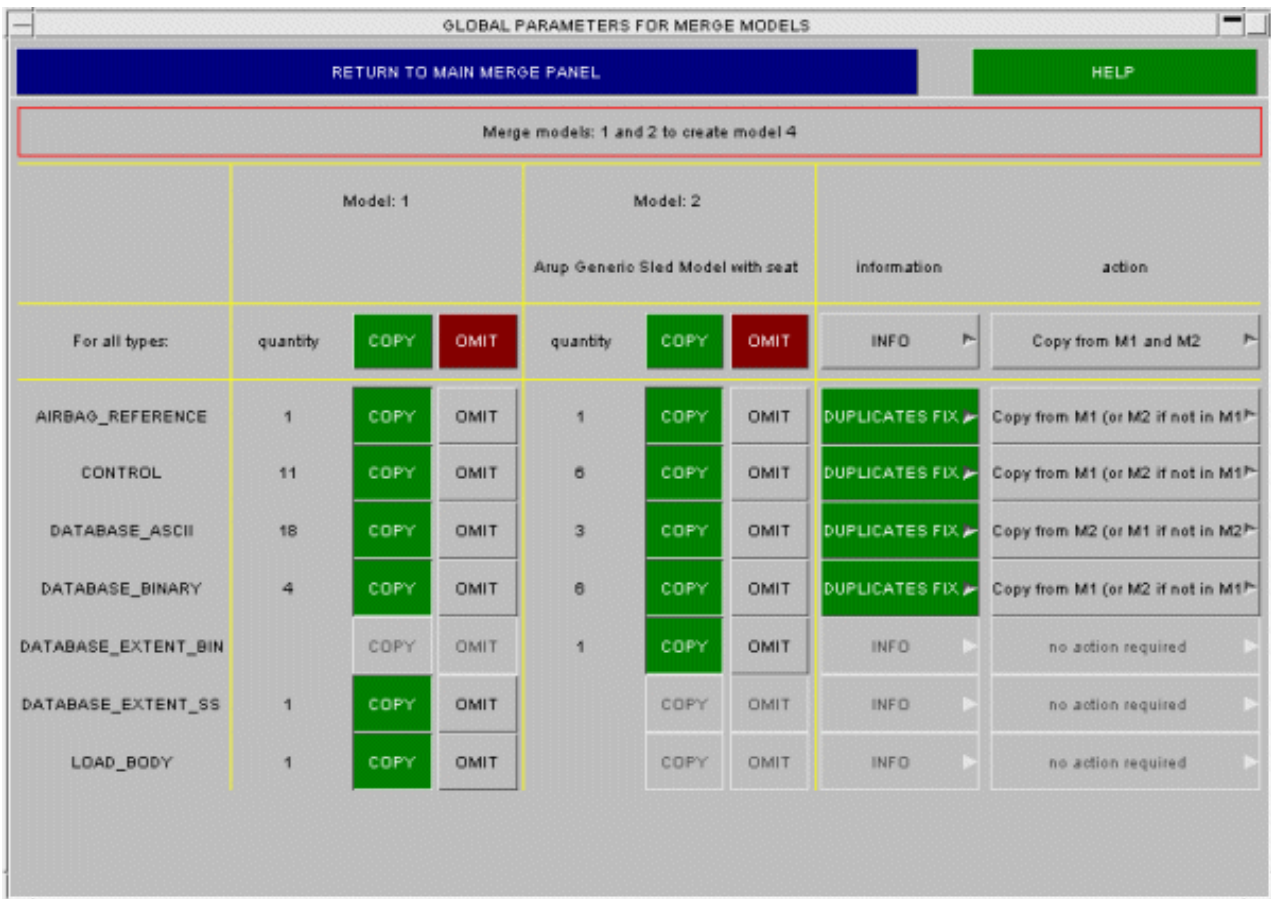 GLOBAL PARAMETERS FOR MERGE MODELS
RETURN TO MAIN MERGE PANEL HELP
Merge models: 1 and 2 to create model 4
Model: 1 Model: 2
Arup Generic Sled Model with seat information action
For all types: quantity COPY OMIT quantity COPY OMIT INFO Copy from M1 and M2
AIRBAG_REFERENCE 1 COPY OMIT 1 COPY OMIT DUPLICATES FIX Copy from M1 (or M2 if not in M1
CONTROL 11 COPY OMIT 6 COPY OMIT DUPLICATES FIX Copy from M1 (or M2 if not in M1
DATABASE_ASCII 18 COPY OMIT 3 COPY OMIT DUPLICATES FIX Copy from M2 (or M1 if not in M2
DATABASE_BINARY 4 COPY OMIT 6 COPY OMIT DUPLICATES FIX Copy from M1 (or M2 if not in M1
DATABASE_EXTENT_BIN COPY OMIT 1 COPY OMIT INFO no action required
DATABASE_EXTENT_SS 1 COPY OMIT COPY OMIT INFO no action required
LOAD_BODY 1 COPY OMIT COPY OMIT INFO no action required